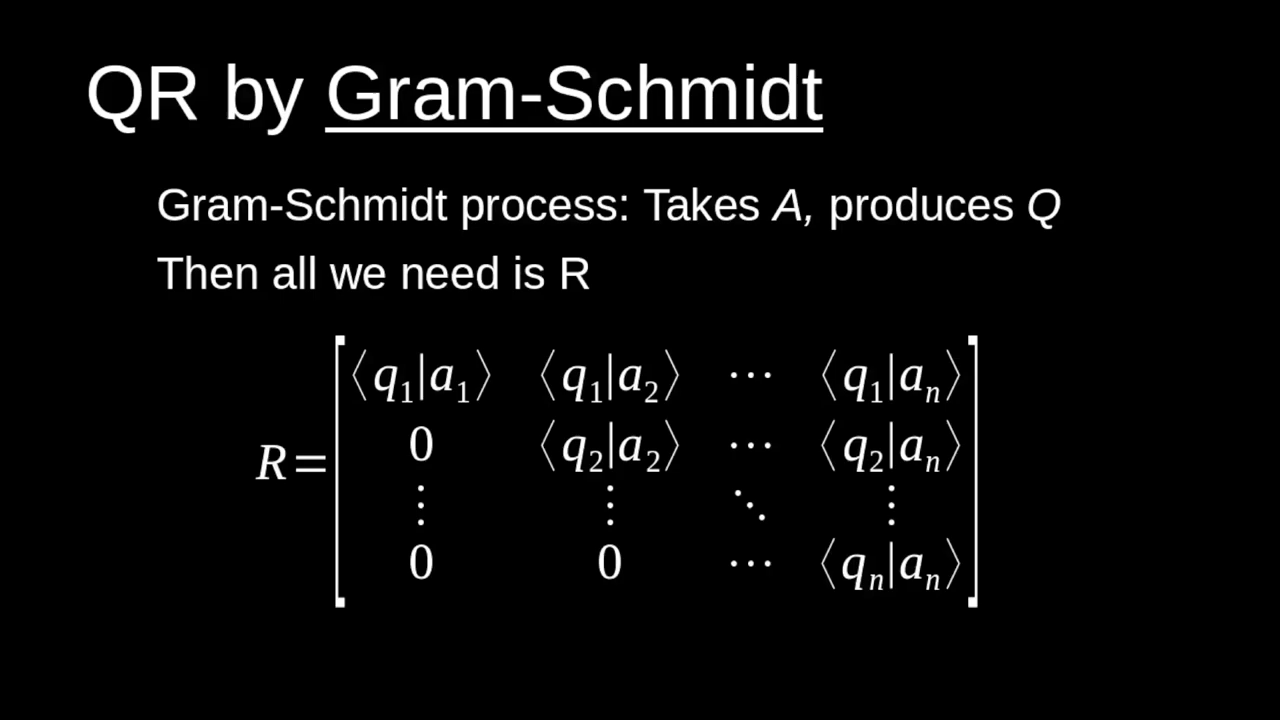 QR by Gram-Schmidt
Gram-Schmidt process: Takes A, produces Q
Then all we need is R
⟨q₁|a₁⟩ ⟨q₁|a₂⟩ ⋯ ⟨q₁|aₙ⟩
0 ⟨q₂|a₂⟩ ⋯ ⟨q₂|aₙ⟩
R=
⋮ ⋮ ⋱ ⋮
0 0 ⋯ ⟨qₙ|aₙ⟩